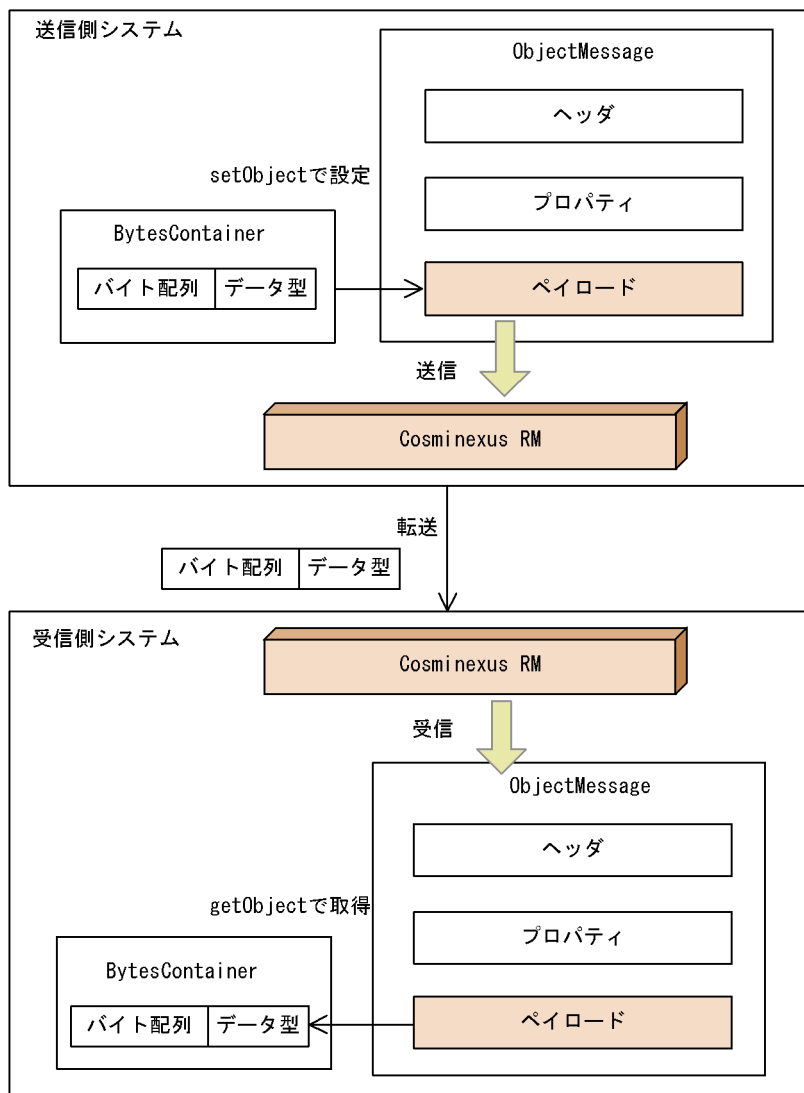 送信側システム
ObjectMessage
ヘッダ
setObjectで設定
プロパティ
BytesContainer
バイト配列 データ型
ペイロード
送信
Cosminexus RM
転送
バイト配列 データ型
受信側システム
Cosminexus RM
受信
ObjectMessage
ヘッダ
getObjectで取得
プロパティ
BytesContainer
バイト配列 データ型
ペイロード